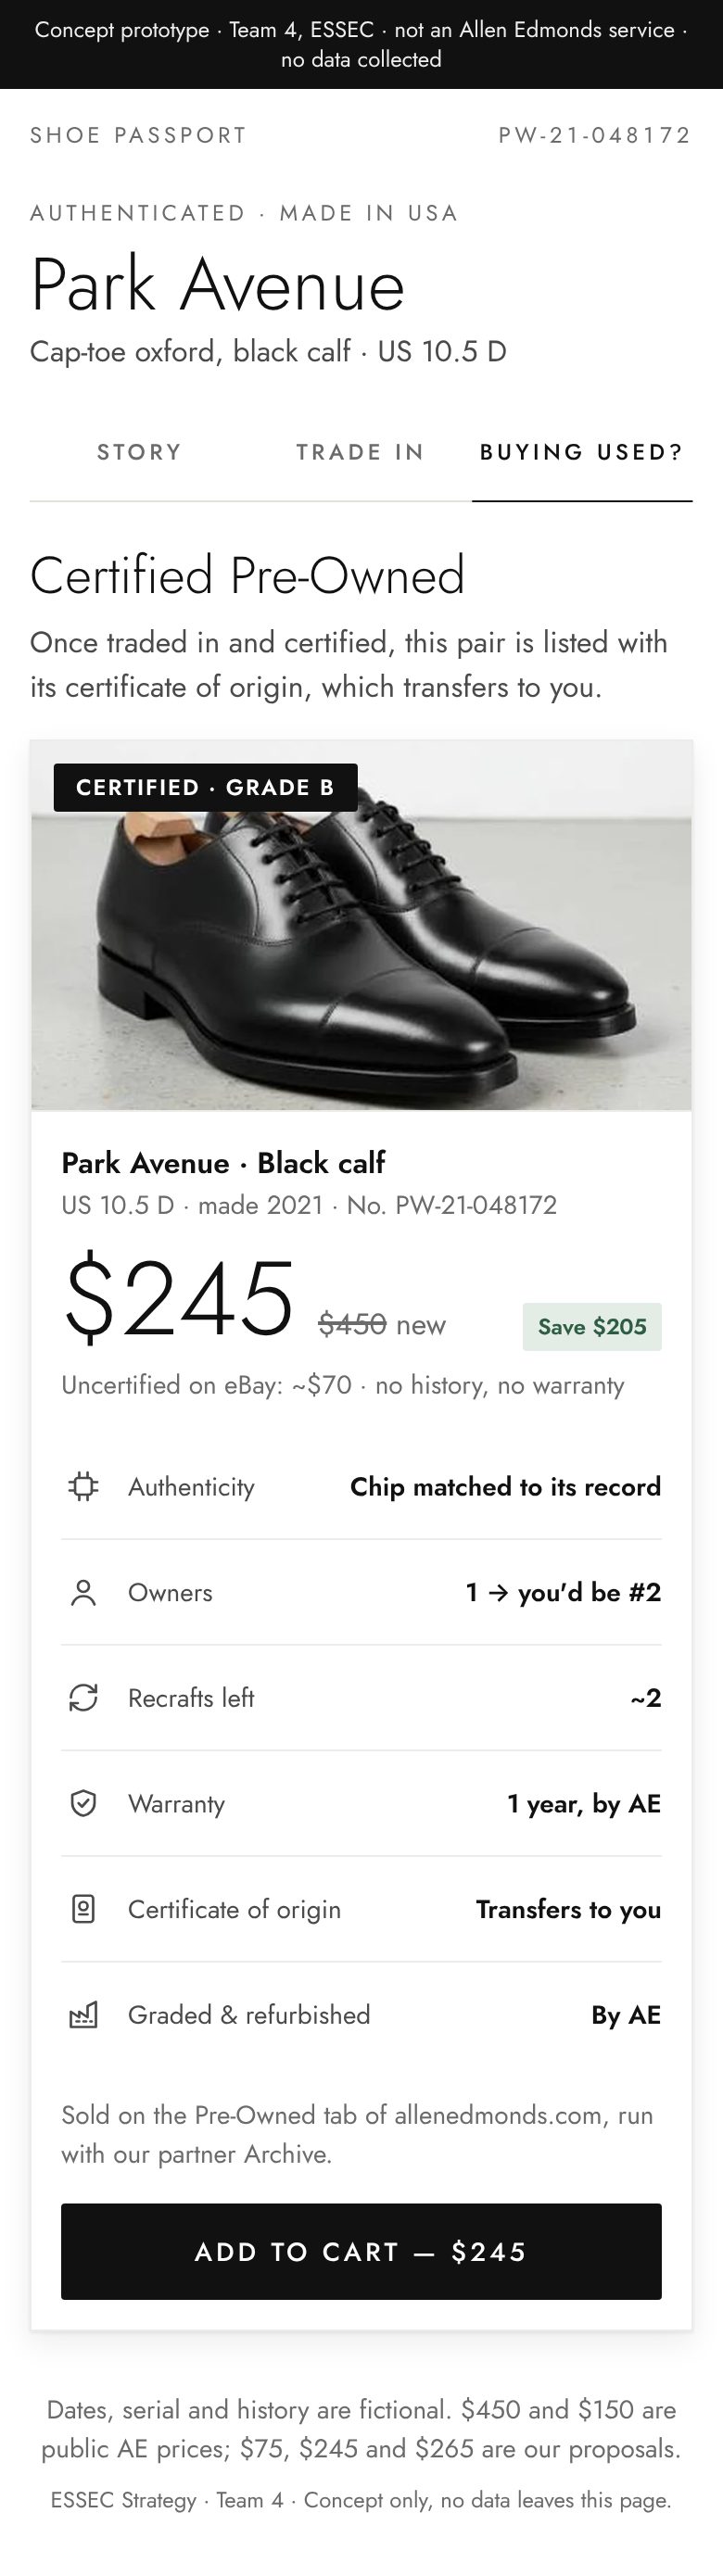 Concept prototype · Team 4, ESSEC · not an Allen Edmonds service ·
no data collected
SHOE PASSPORT PW-21-048172
AUTHENTICATED · MADE IN USA
Park Avenue
Cap-toe oxford, black calf · US 10.5 D
STORY TRADE IN BUYING USED?
Certified Pre-Owned
Once traded in and certified, this pair is listed with
its certificate of origin, which transfers to you.
CERTIFIED · GRADE B
Park Avenue · Black calf
US 10.5 D · made 2021 · No. PW-21-048172
$245 $450 new Save $205
Uncertified on eBay: ~$70 · no history, no warranty
Authenticity Chip matched to its record
Owners 1 → you'd be #2
Recrafts left ~2
Warranty 1 year, by AE
Certificate of origin Transfers to you
Graded & refurbished By AE
Sold on the Pre-Owned tab of allenedmonds.com, run
with our partner Archive.
ADD TO CART — $245
Dates, serial and history are fictional. $450 and $150 are
public AE prices; $75, $245 and $265 are our proposals.
ESSEC Strategy · Team 4 · Concept only, no data leaves this page.